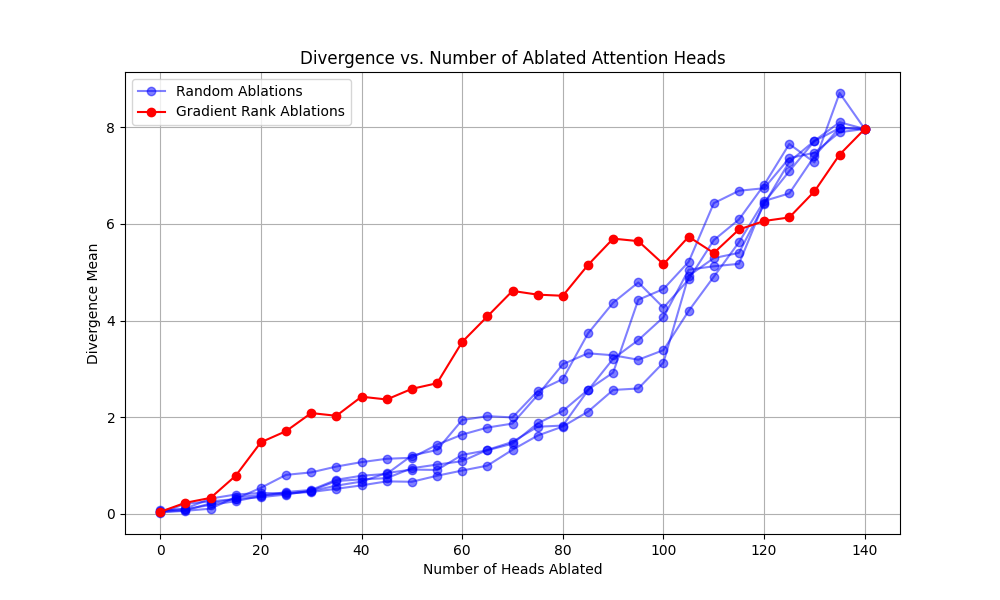 Divergence vs. Number of Ablated Attention Heads
Random Ablations
Gradient Rank Ablations
Divergence Mean
8
6
4
2
0
0 20 40 60 80 100 120 140
Number of Heads Ablated